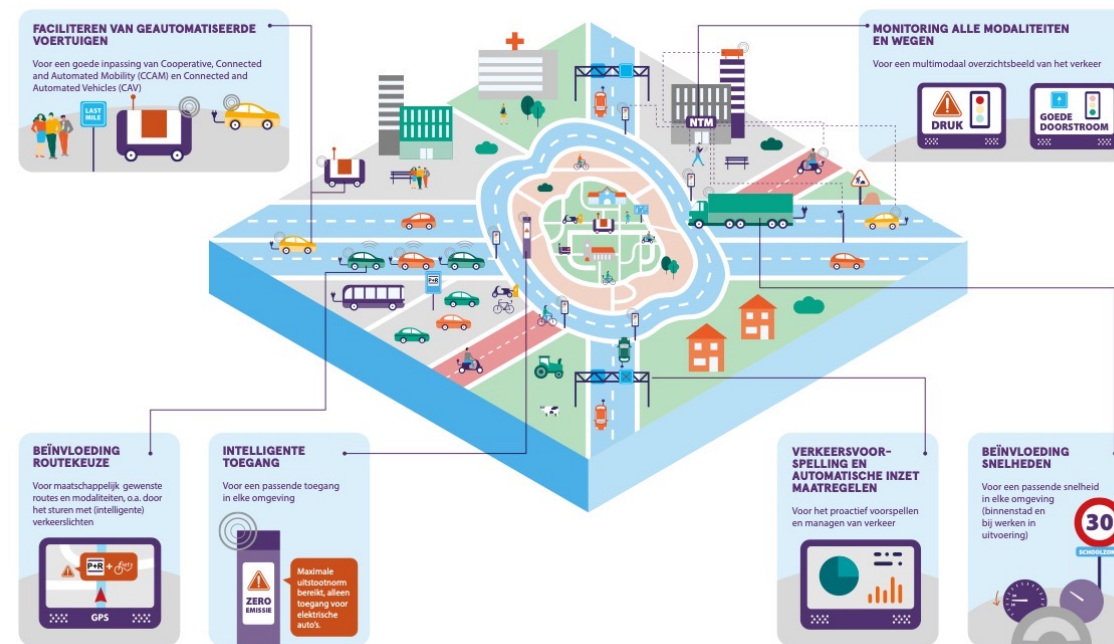 FACILITEREN VAN GEAUTOMATISEERDE
VOERTUIGEN
Voor een goede inpassing van Cooperative, Connected
and Automated Mobility (CCAM) en Connected and
Automated Vehicles (CAV)
LAST
MILE
MONITORING ALLE MODALITEITEN
EN WEGEN
Voor een multimodaal overzichtsbeeld van het verkeer
DRUK
GOEDE
DOORSTROOM
NTM
P+R
BEÏNVLOEDING
ROUTEKEUZE
Voor maatschappelijk gewenste
routes en modaliteiten, o.a. door
het sturen met (intelligente)
verkeerslichten
P+R +
GPS
INTELLIGENTE
TOEGANG
Voor een passende toegang
in elke omgeving
ZERO
EMISSIE
Maximale
uitstootnorm
bereikt, alleen
toegang voor
elektrische
auto's.
VERKEERSVOOR-
SPELLING EN
AUTOMATISCHE INZET
MAATREGELEN
Voor het proactief voorspellen
en managen van verkeer
BEÏNVLOEDING
SNELHEDEN
Voor een passende snelheid
in elke omgeving
(binnenstad en
bij werken in
uitvoering)
30